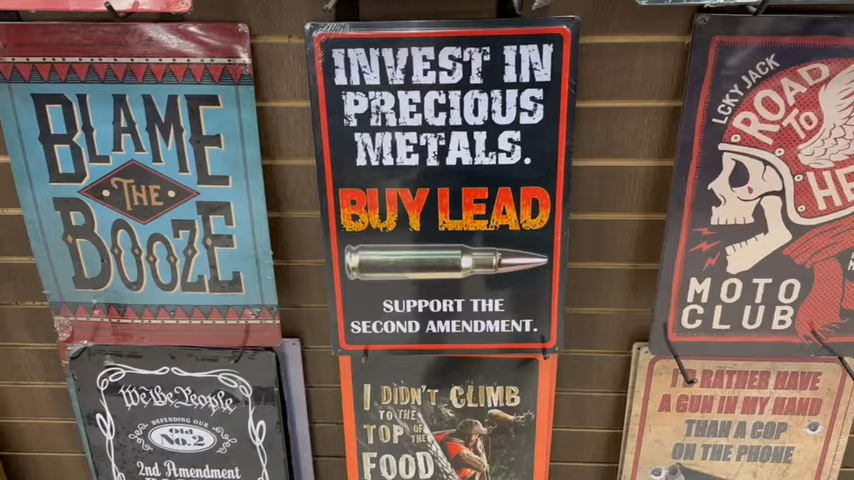 BLAME
THE
BOOZE
INVEST IN
PRECIOUS
METALS.
BUY LEAD
SUPPORT THE
SECOND AMENDMENT.
LCKY JACK
ROAD
TO
HE
MOTO
CLUB
We the People
DEFENDING OUR
Old
No.2
2nd Amendment
I DIDN'T CLIMB
TO THE
TOP OF THE
FOOD
I'D RATHER HAVE
A GUN IN MY HAND
THAN A COP
ON THE PHONE